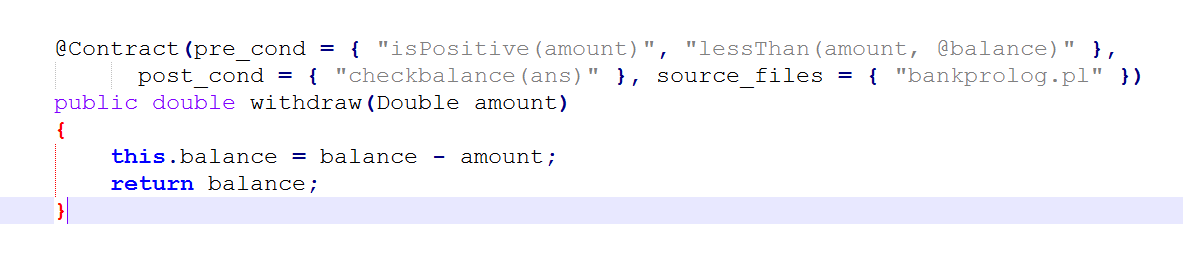 @Contract(pre_cond = { "isPositive(amount)", "lessThan(amount, @balance)" },
post_cond = { "checkbalance(ans)" }, source_files = { "bankprolog.pl" })
public double withdraw(Double amount)
{
this.balance = balance - amount;
return balance;
}